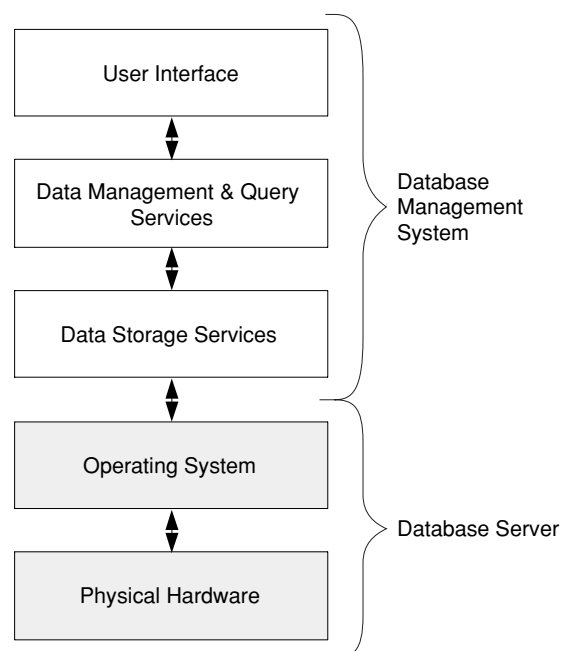 User Interface
Data Management & Query
Services
Database
Management
System
Data Storage Services
Operating System
Database Server
Physical Hardware